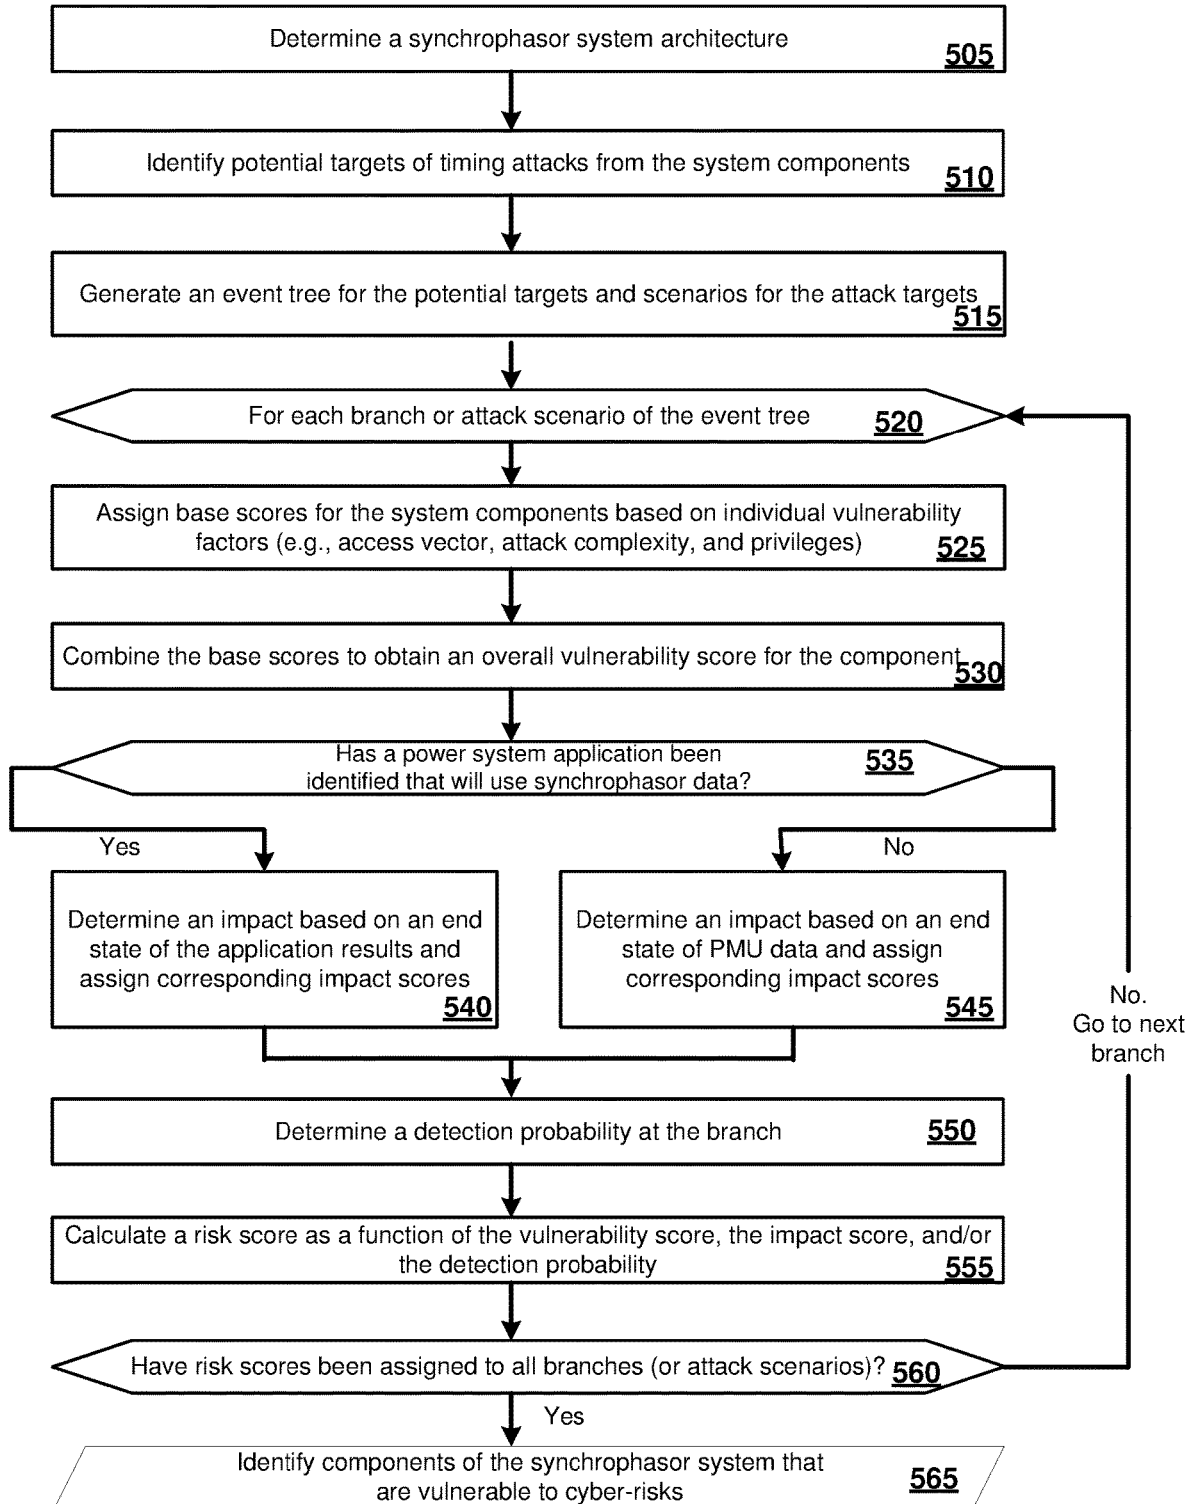 Determine a synchrophasor system architecture
505
Identify potential targets of timing attacks from the system components
510
Generate an event tree for the potential targets and scenarios for the attack targets
515
For each branch or attack scenario of the event tree
520
Assign base scores for the system components based on individual vulnerability
factors (e.g., access vector, attack complexity, and privileges)
525
Combine the base scores to obtain an overall vulnerability score for the component
530
Has a power system application been
identified that will use synchrophasor data?
535
Yes
No
Determine an impact based on an end
state of the application results and
assign corresponding impact scores
540
Determine an impact based on an end
state of PMU data and assign
corresponding impact scores
545
No.
Go to next
branch
Determine a detection probability at the branch
550
Calculate a risk score as a function of the vulnerability score, the impact score, and/or
the detection probability
555
Have risk scores been assigned to all branches (or attack scenarios)?
560
Yes
Identify components of the synchrophasor system that
are vulnerable to cyber-risks
565